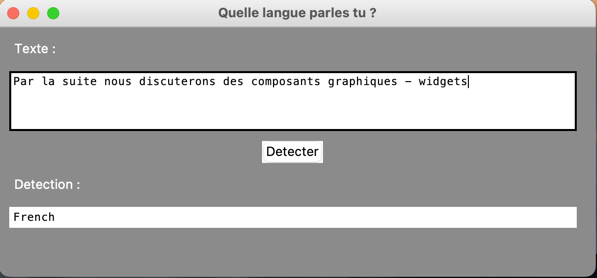 Quelle langue parles tu ?
Texte :
Par la suite nous discuterons des composants graphiques – widgets
Detecter
Detection :
French